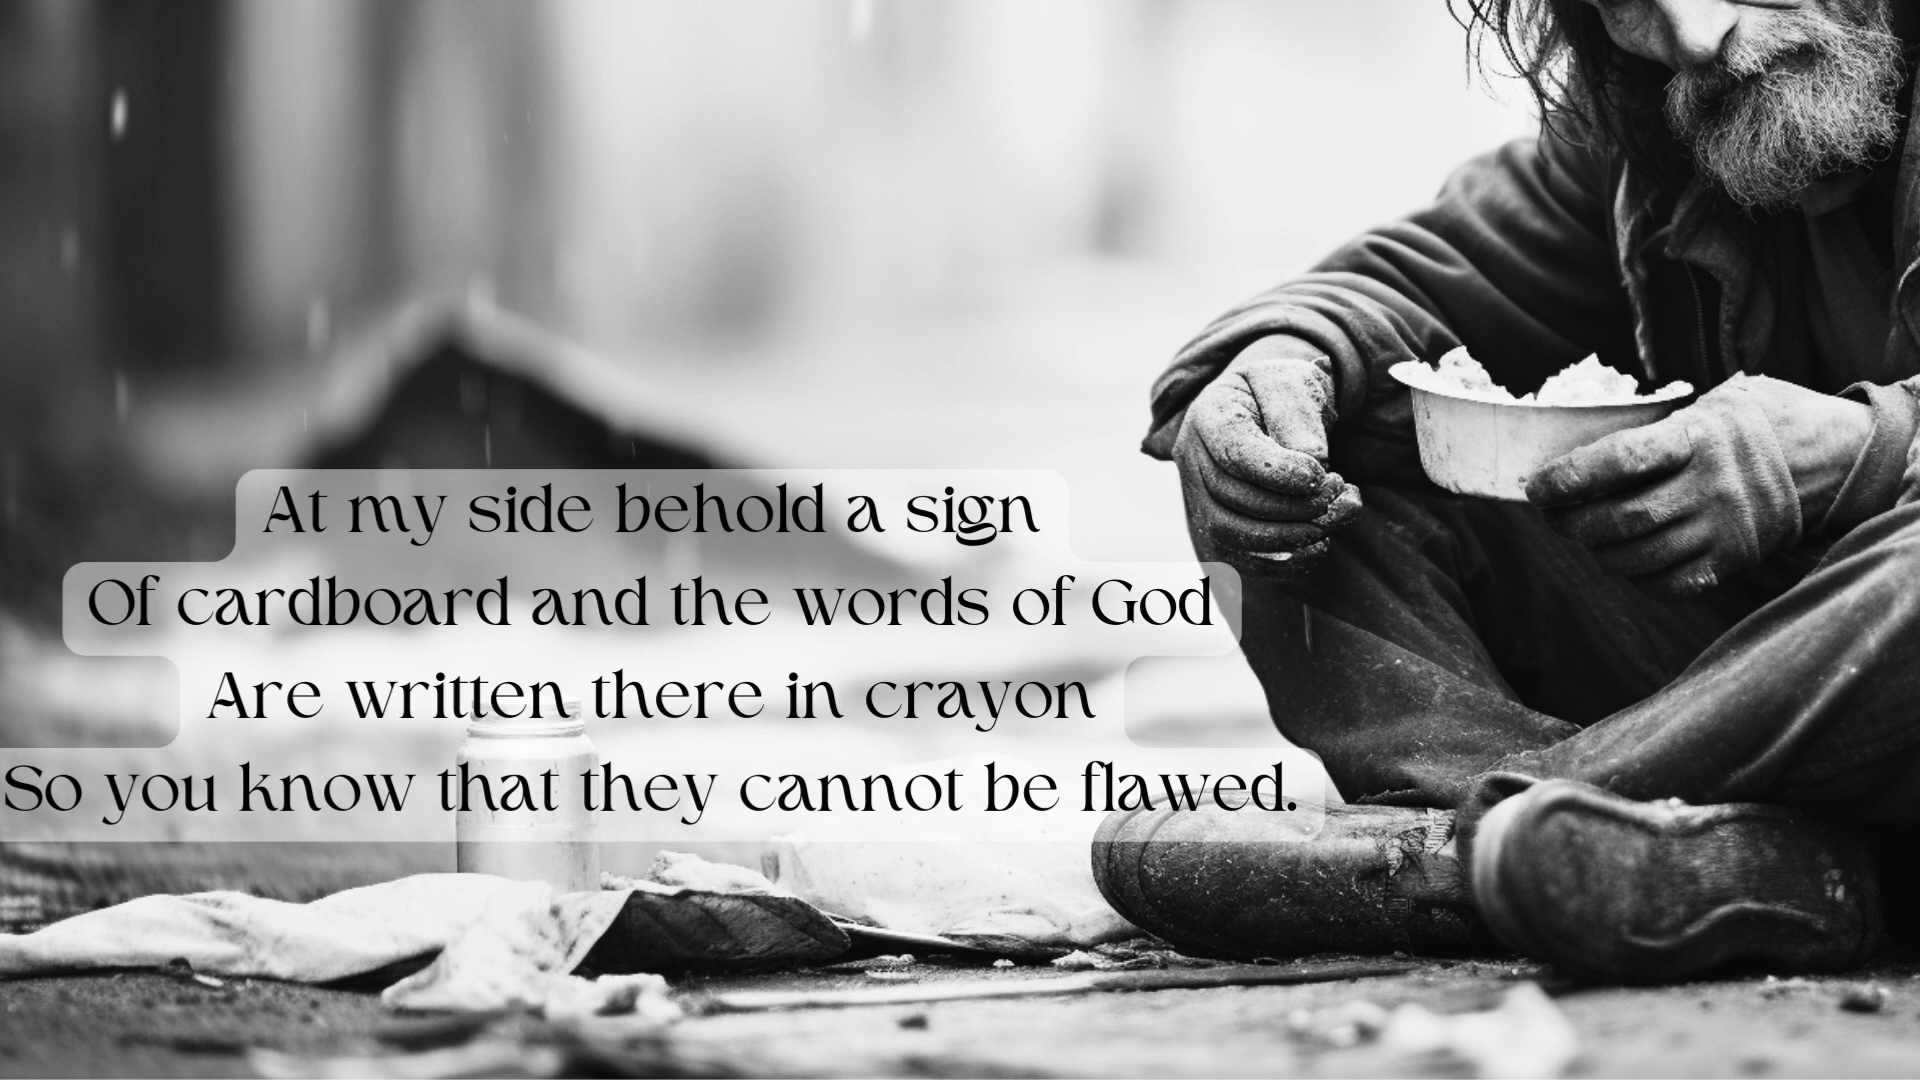 At my side behold a sign
Of cardboard and the words of God
Are written there in crayon
So you know that they cannot be flawed.